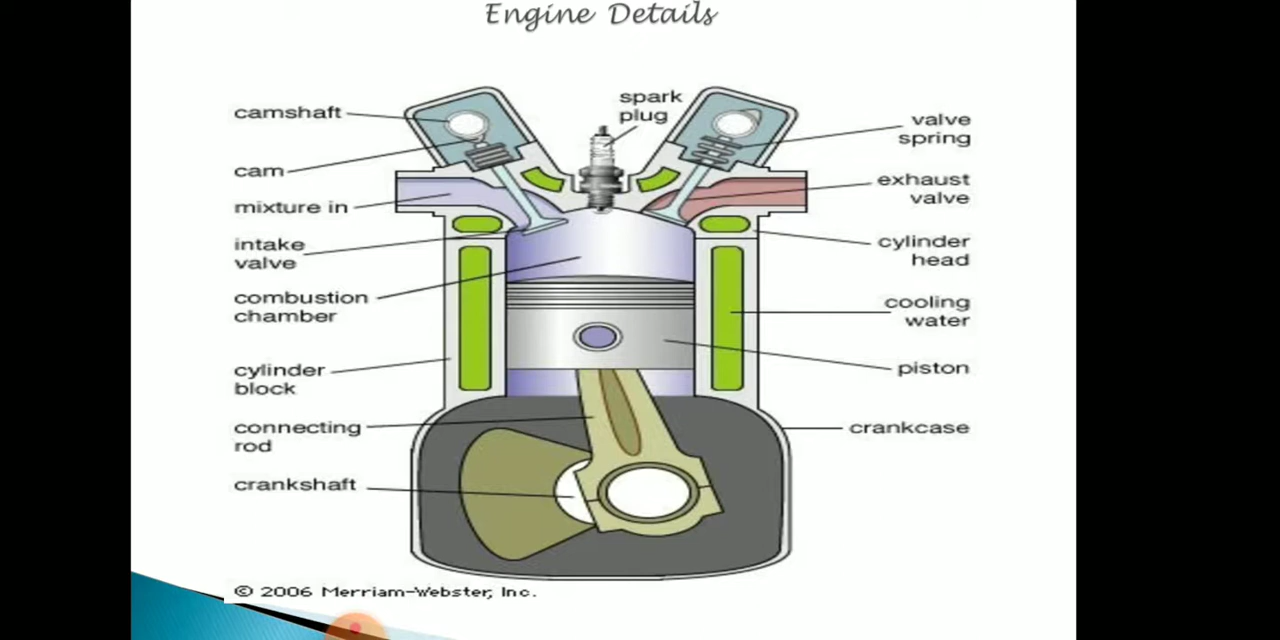 Engine Details
camshaft
cam
mixture in
intake
valve
combustion
chamber
cylinder
block
connecting
rod
crankshaft
spark
plug
valve
spring
exhaust
valve
cylinder
head
cooling
water
piston
crankcase
© 2006 Merriam-Webster, Inc.